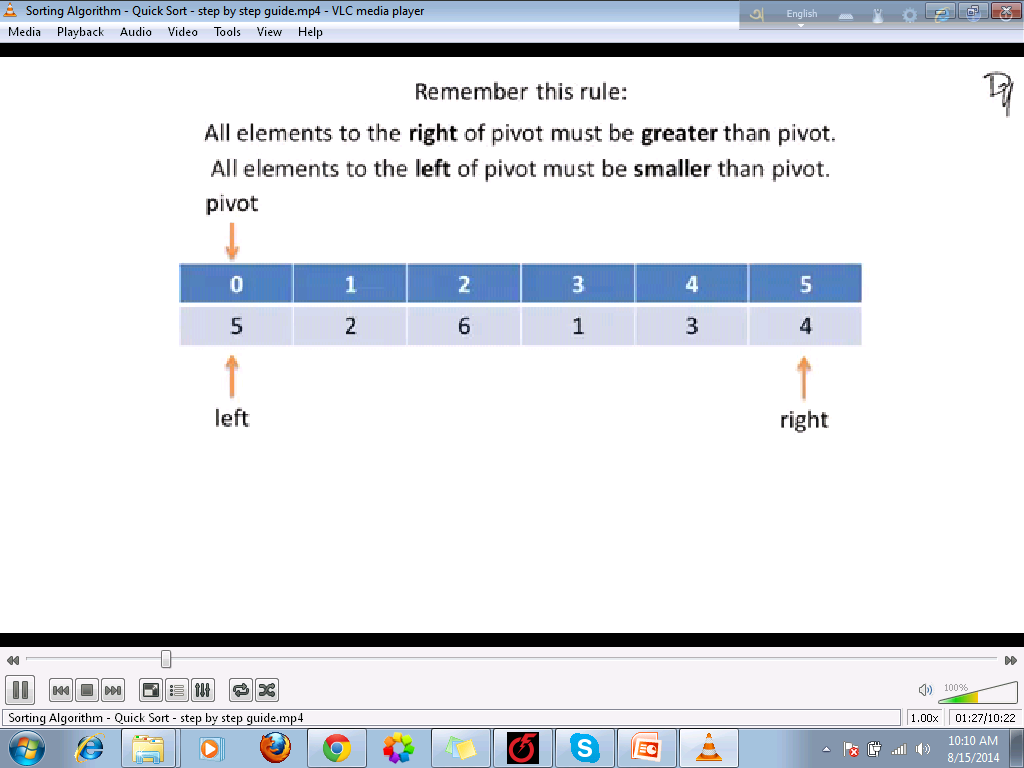 Sorting Algorithm - Quick Sort - step by step guide.mp4 - VLC media player
English
Media Playback Audio Video Tools View Help
Remember this rule:
All elements to the right of pivot must be greater than pivot.
All elements to the left of pivot must be smaller than pivot.
pivot
0 1 2 3 4 5
5 2 6 1 3 4
left right
100%
Sorting Algorithm - Quick Sort - step by step guide.mp4 1.00x 01:27/10:22
10:10 AM
8/15/2014